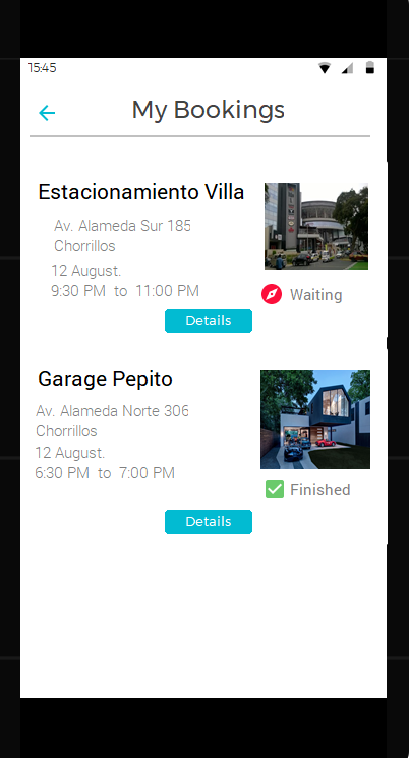 15:45
My Bookings
Estacionamiento Villa
Av. Alameda Sur 185
Chorrillos
12 August.
9:30 PM to 11:00 PM
Waiting
Details
Garage Pepito
Av. Alameda Norte 306
Chorrillos
12 August.
6:30 PM to 7:00 PM
Finished
Details